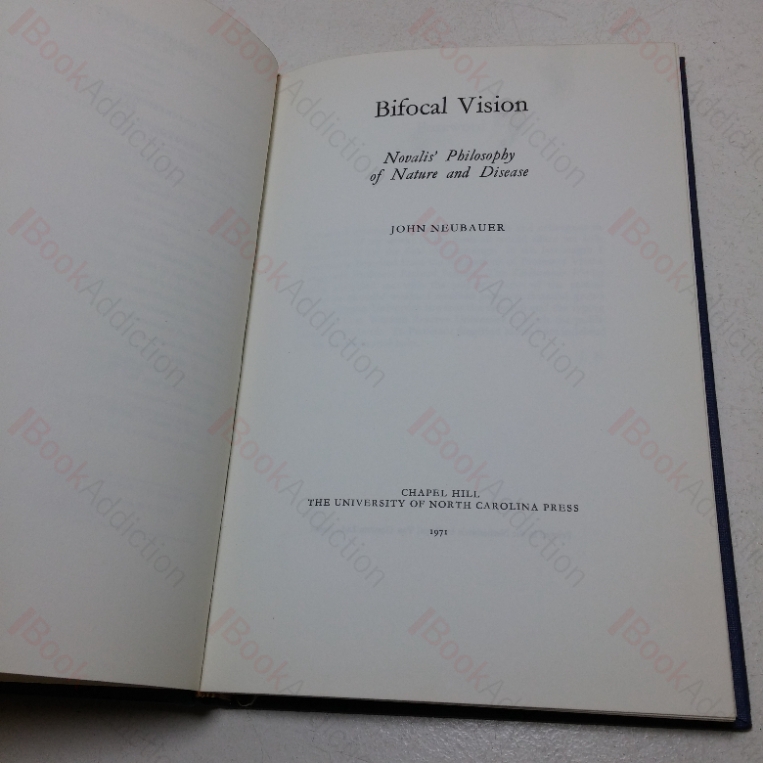 Bifocal Vision
Novalis' Philosophy
of Nature and Disease
JOHN NEUBAUER
CHAPEL HILL
THE UNIVERSITY OF NORTH CAROLINA PRESS
1971
BookAddiction